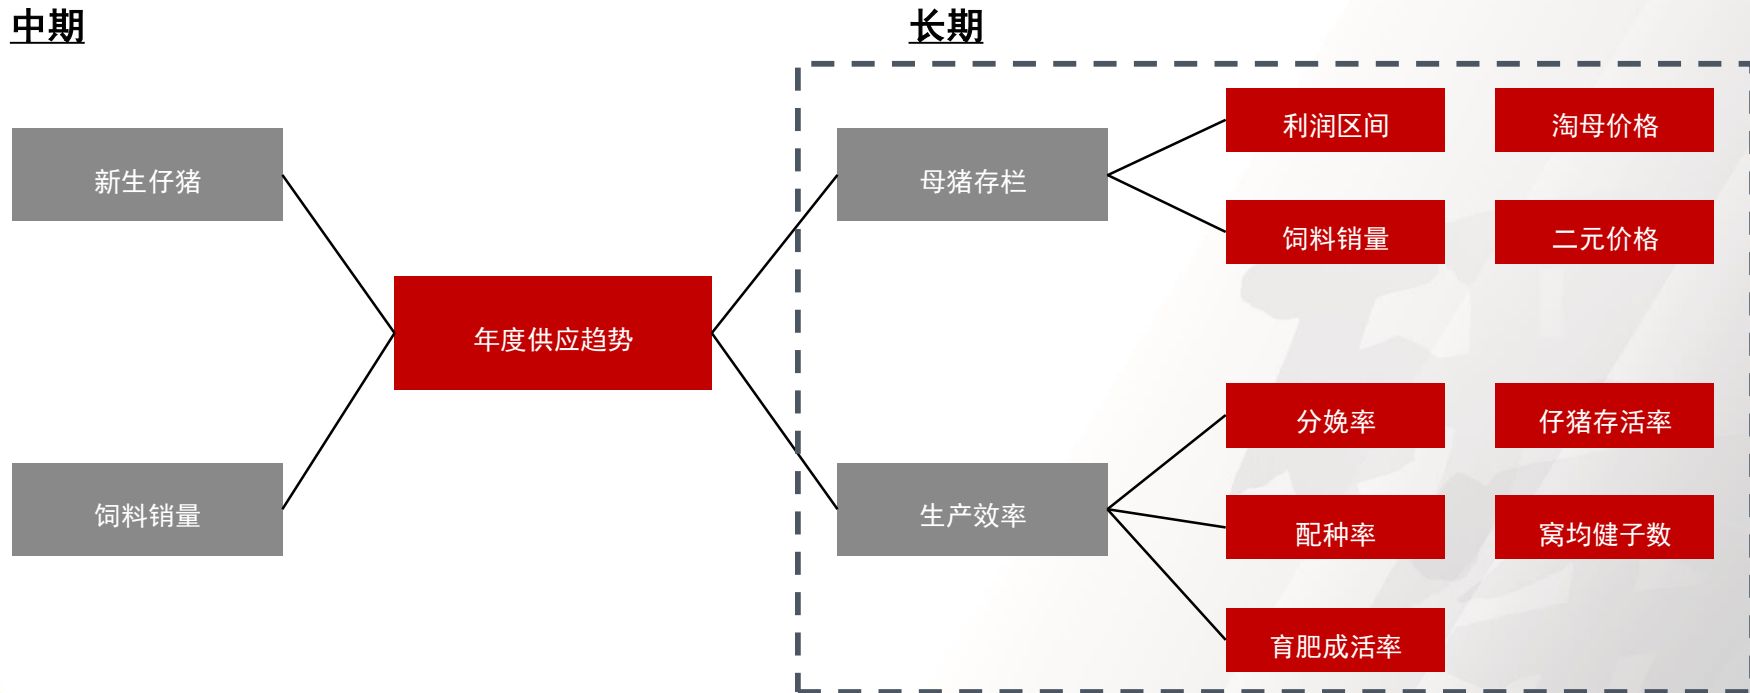 中期
长期
新生仔猪
饲料销量
年度供应趋势
母猪存栏
利润区间
淘母价格
饲料销量
二元价格
生产效率
分娩率
仔猪存活率
配种率
窝均健子数
育肥成活率